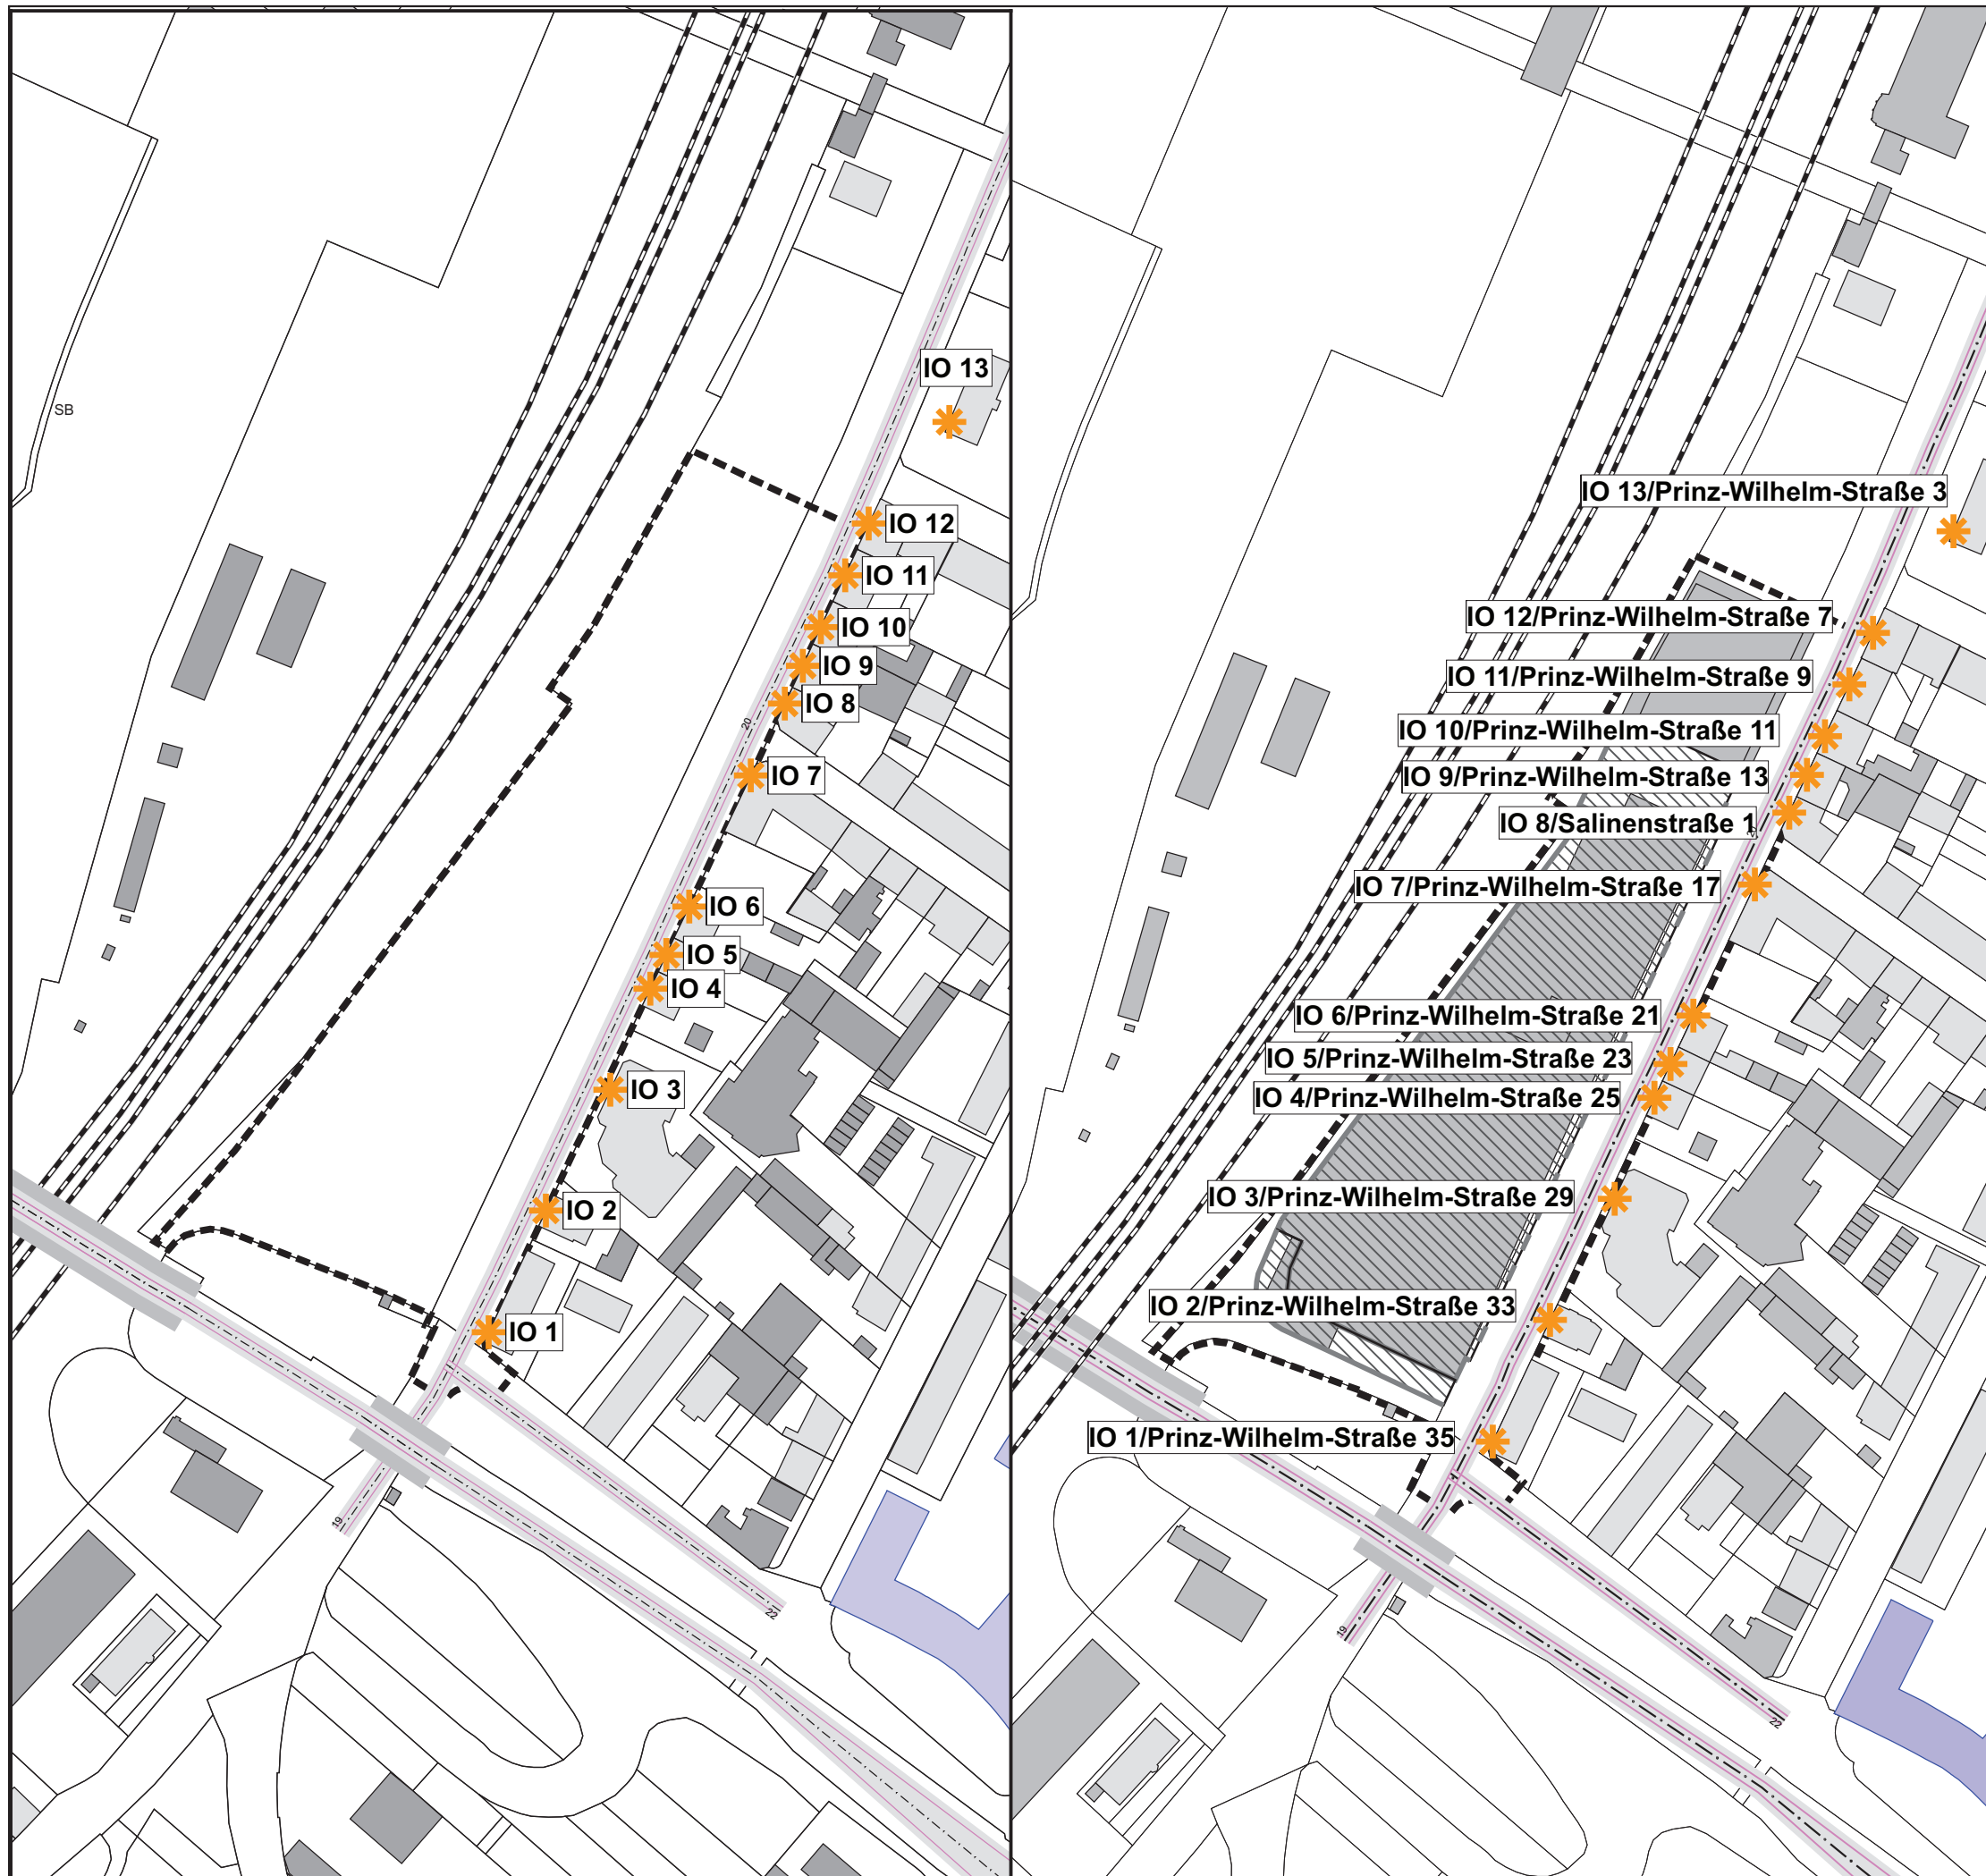 SB
IO 13
IO 12
IO 11
IO 10
IO 9
IO 8
20
IO 7
IO 6
IO 5
IO 4
IO 3
IO 2
IO 1
19
22
IO 13/Prinz-Wilhelm-Straße 3
IO 12/Prinz-Wilhelm-Straße 7
IO 11/Prinz-Wilhelm-Straße 9
IO 10/Prinz-Wilhelm-Straße 11
IO 9/Prinz-Wilhelm-Straße 13
IO 8/Salinenstraße 1
IO 7/Prinz-Wilhelm-Straße 17
IO 6/Prinz-Wilhelm-Straße 21
IO 5/Prinz-Wilhelm-Straße 23
IO 4/Prinz-Wilhelm-Straße 25
IO 3/Prinz-Wilhelm-Straße 29
IO 2/Prinz-Wilhelm-Straße 33
IO 1/Prinz-Wilhelm-Straße 35
19
22